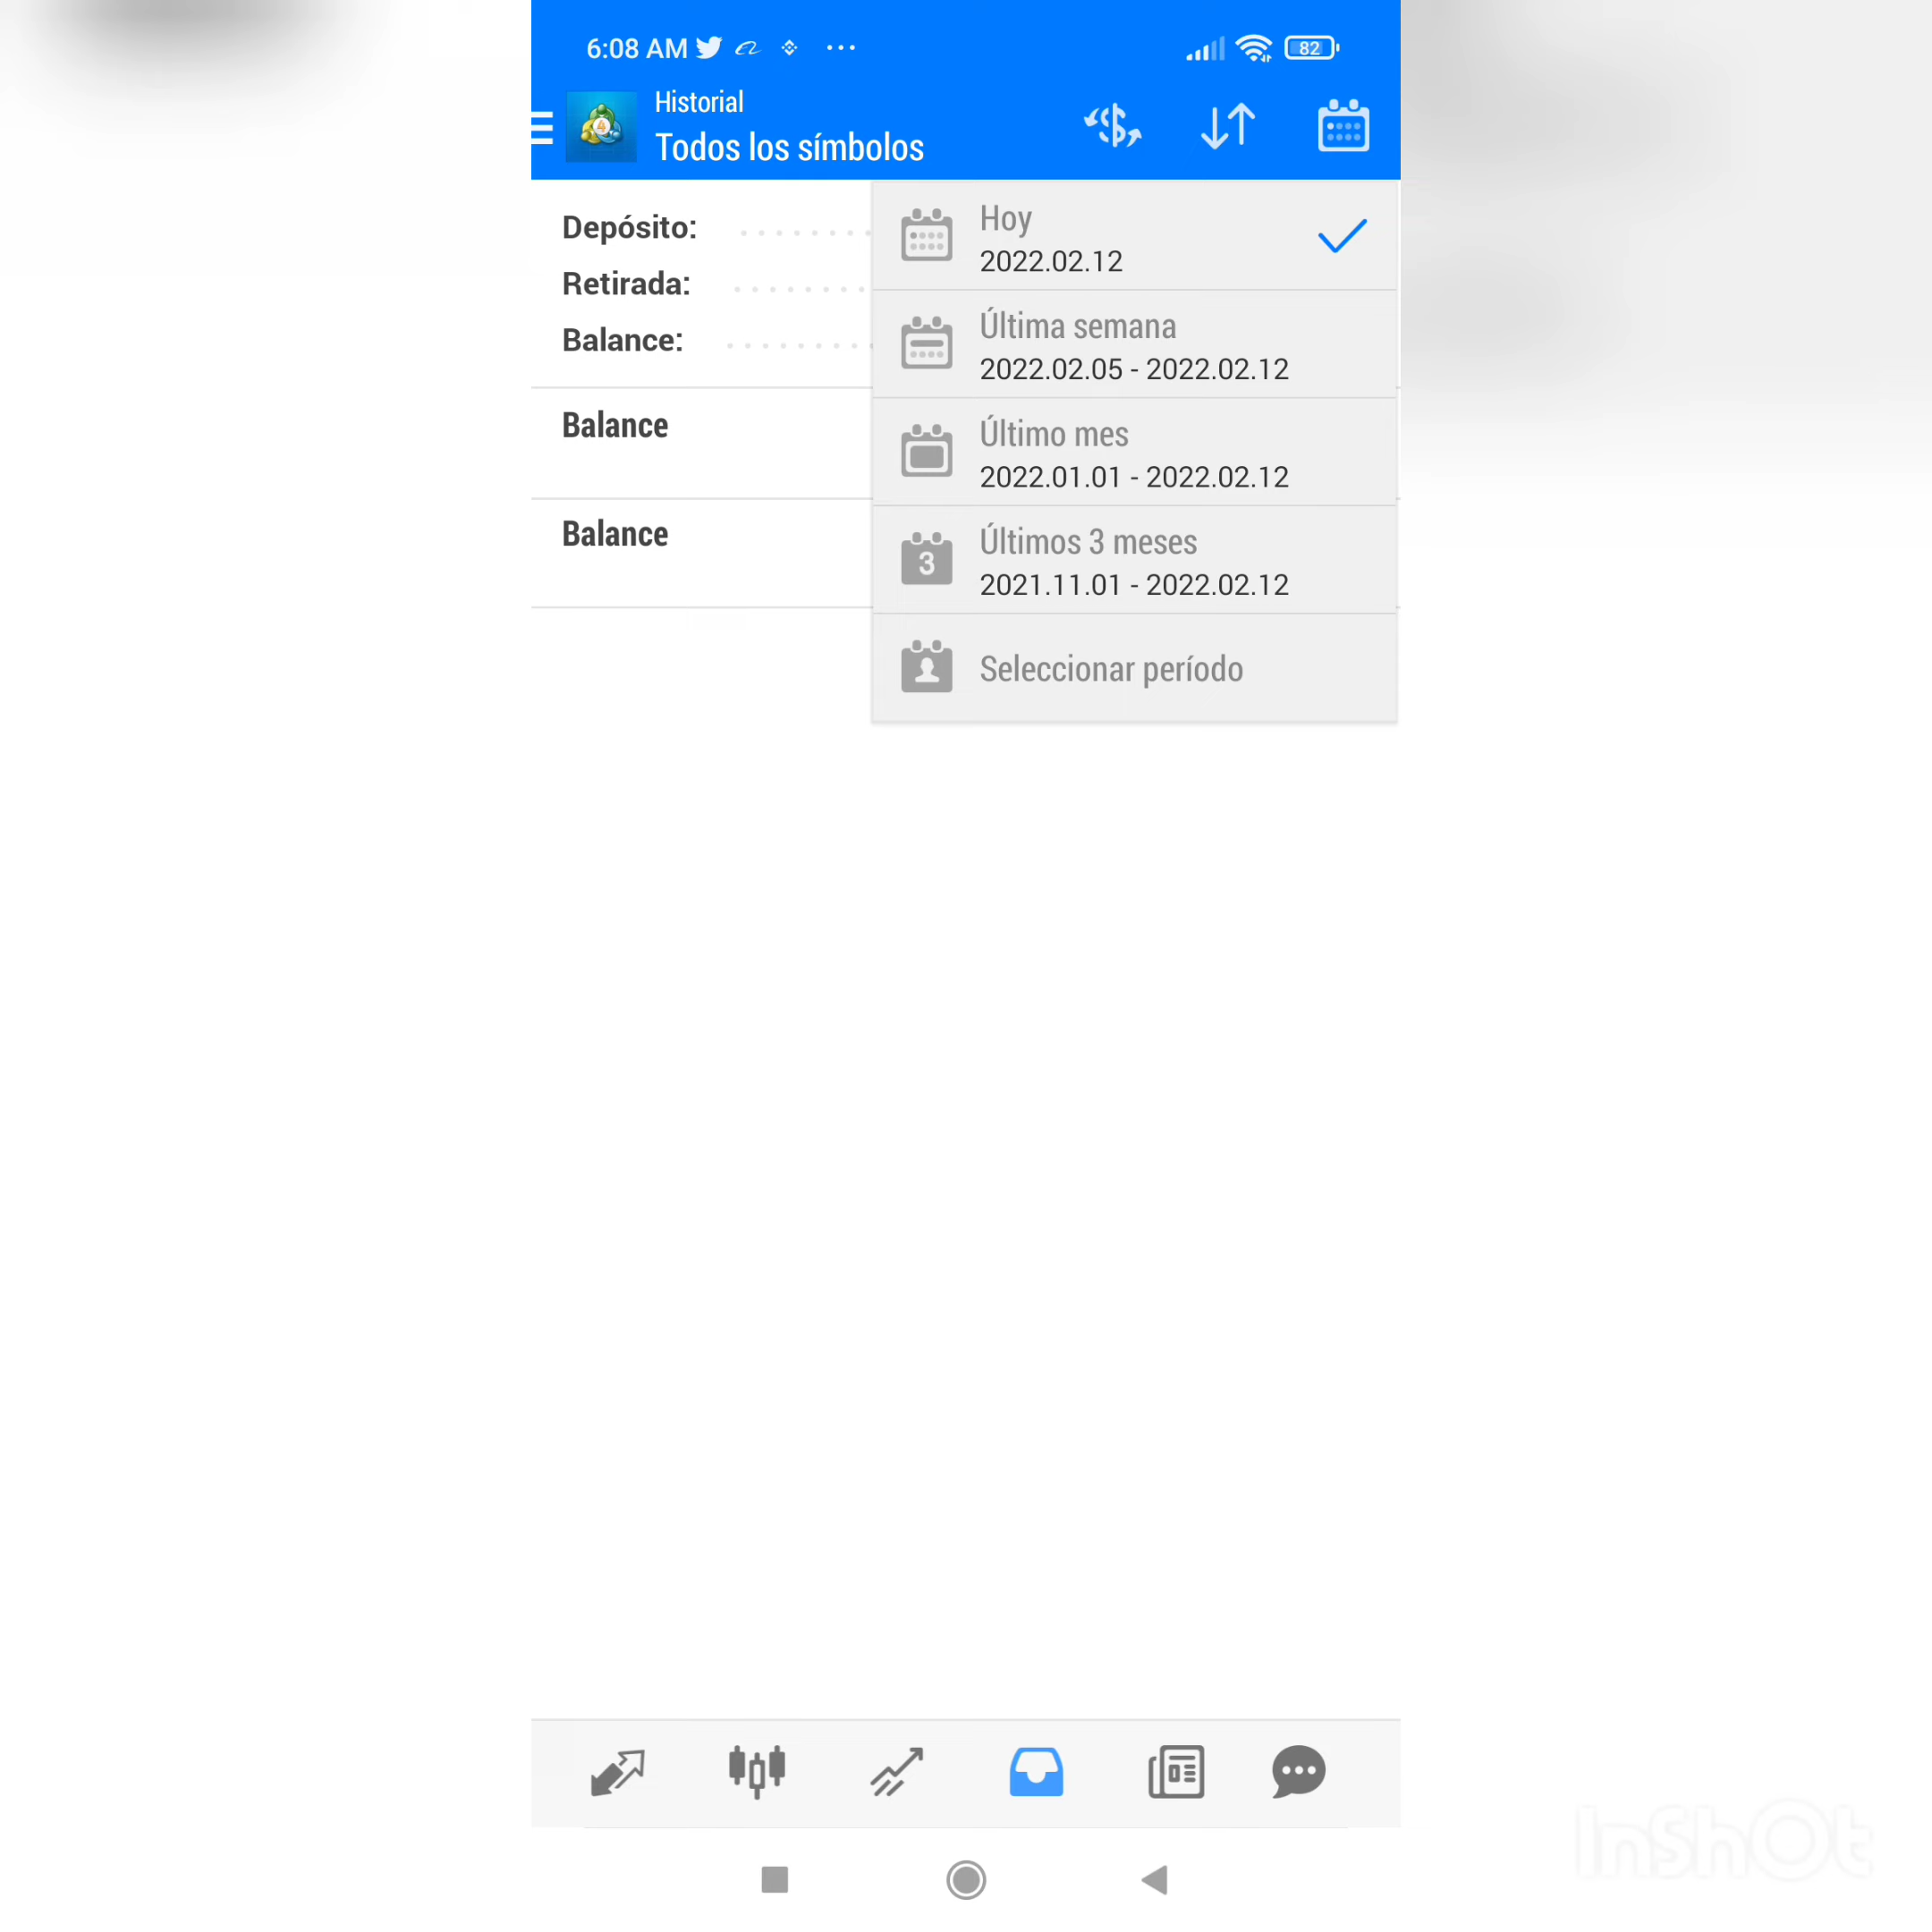 6:08 AM
82
Historial
Todos los símbolos
Depósito:
Retirada:
Balance:
Balance
Balance
Hoy
2022.02.12
Última semana
2022.02.05 - 2022.02.12
Último mes
2022.01.01 - 2022.02.12
3
Últimos 3 meses
2021.11.01 - 2022.02.12
Seleccionar período
InShOt